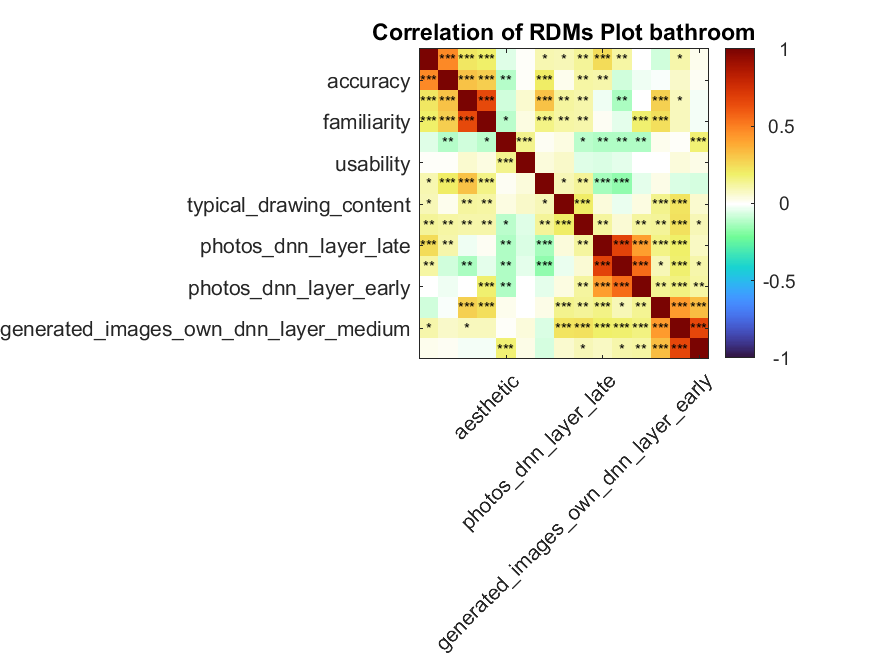 Correlation of RDMs Plot bathroom
accuracy
familiarity
usability
typical_drawing_content
photos_dnn_layer_late
photos_dnn_layer_early
generated_images_own_dnn_layer_medium
aesthetic
photos_dnn_layer_late
generated_images_own_dnn_layer_early
1
0.5
0
-0.5
-1